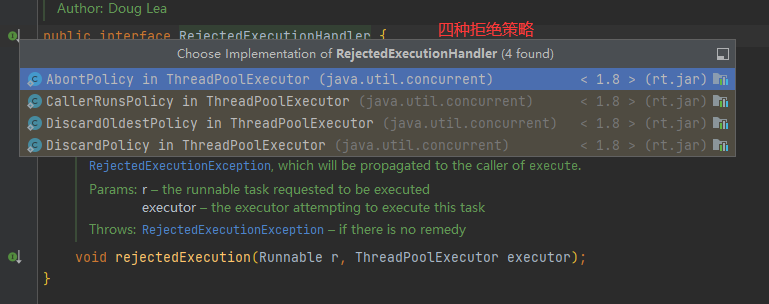 Author: Doug Lea
public interface RejectedExecutionHandler { 四种拒绝策略
Choose Implementation of RejectedExecutionHandler (4 found)
AbortPolicy in ThreadPoolExecutor (java.util.concurrent) < 1.8 > (rt.jar)
CallerRunsPolicy in ThreadPoolExecutor (java.util.concurrent) < 1.8 > (rt.jar)
DiscardOldestPolicy in ThreadPoolExecutor (java.util.concurrent) < 1.8 > (rt.jar)
DiscardPolicy in ThreadPoolExecutor (java.util.concurrent) < 1.8 > (rt.jar)
RejectedExecutionException, which will be propagated to the caller of execute.
Params: r – the runnable task requested to be executed
executor – the executor attempting to execute this task
Throws: RejectedExecutionException – if there is no remedy
void rejectedExecution(Runnable r, ThreadPoolExecutor executor);
}